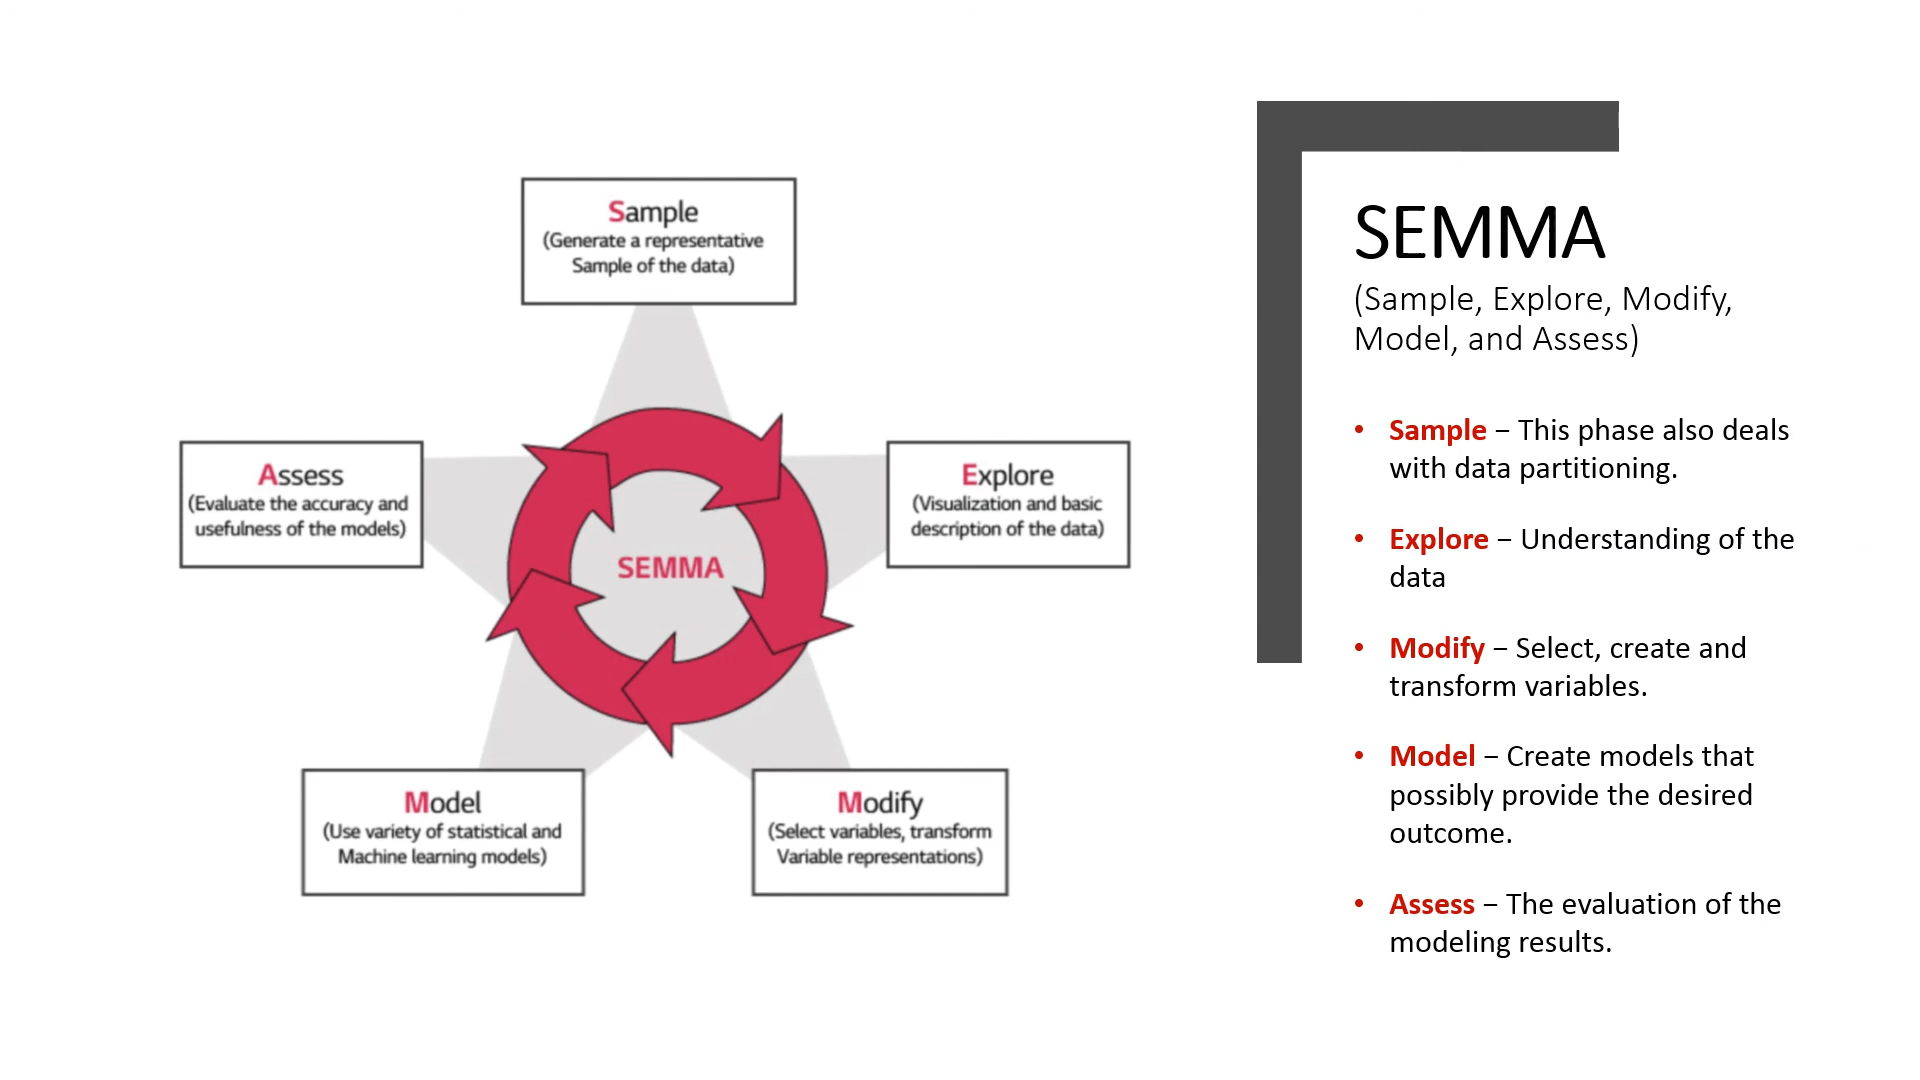 Sample
(Generate a representative
Sample of the data)
Assess
(Evaluate the accuracy and
usefulness of the models)
Explore
(Visualization and basic
description of the data)
SEMMA
Model
(Use variety of statistical and
Machine learning models)
Modify
(Select variables, transform
Variable representations)
SEMMA
(Sample, Explore, Modify,
Model, and Assess)
• Sample – This phase also deals
with data partitioning.
• Explore – Understanding of the
data
• Modify – Select, create and
transform variables.
• Model – Create models that
possibly provide the desired
outcome.
• Assess – The evaluation of the
modeling results.